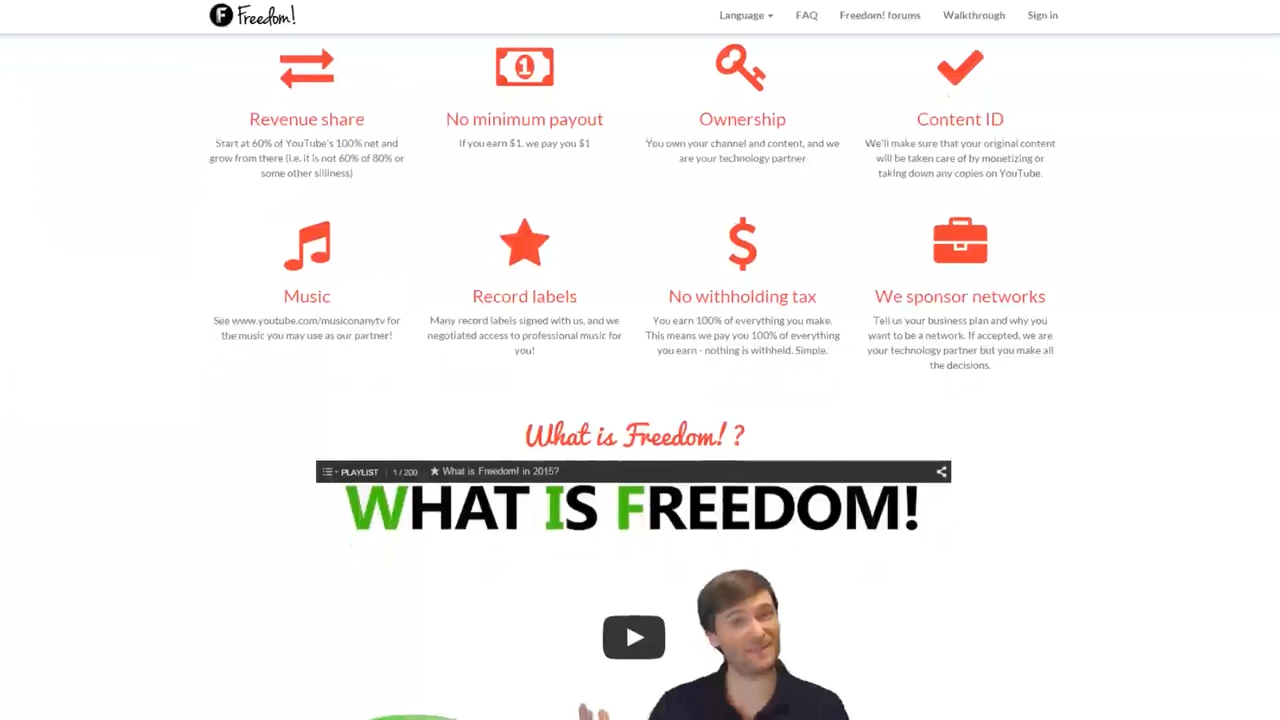 F Freedom!
Language FAQ Freedom! forums Walkthrough Sign in
1
Revenue share
Start at 60% of YouTube's 100% net and
grow from there (i.e. it is not 60% of 80% or
some other silliness)
No minimum payout
If you earn $1, we pay you $1
Ownership
You own your channel and content, and we
are your technology partner
Content ID
We'll make sure that your original content
will be taken care of by monetizing or
taking down any copies on YouTube.
Music
See www.youtube.com/musiconanytv for
the music you may use as our partner!
Record labels
Many record labels signed with us, and we
negotiated access to professional music for
you!
$
No withholding tax
You earn 100% of everything you make.
This means we pay you 100% of everything
you earn - nothing is withheld. Simple.
We sponsor networks
Tell us your business plan and why you
want to be a network. If accepted, we are
your technology partner but you make all
the decisions.
What is Freedom! ?
PLAYLIST | 1 / 200 ★ What is Freedom! in 2015?
WHAT IS FREEDOM!